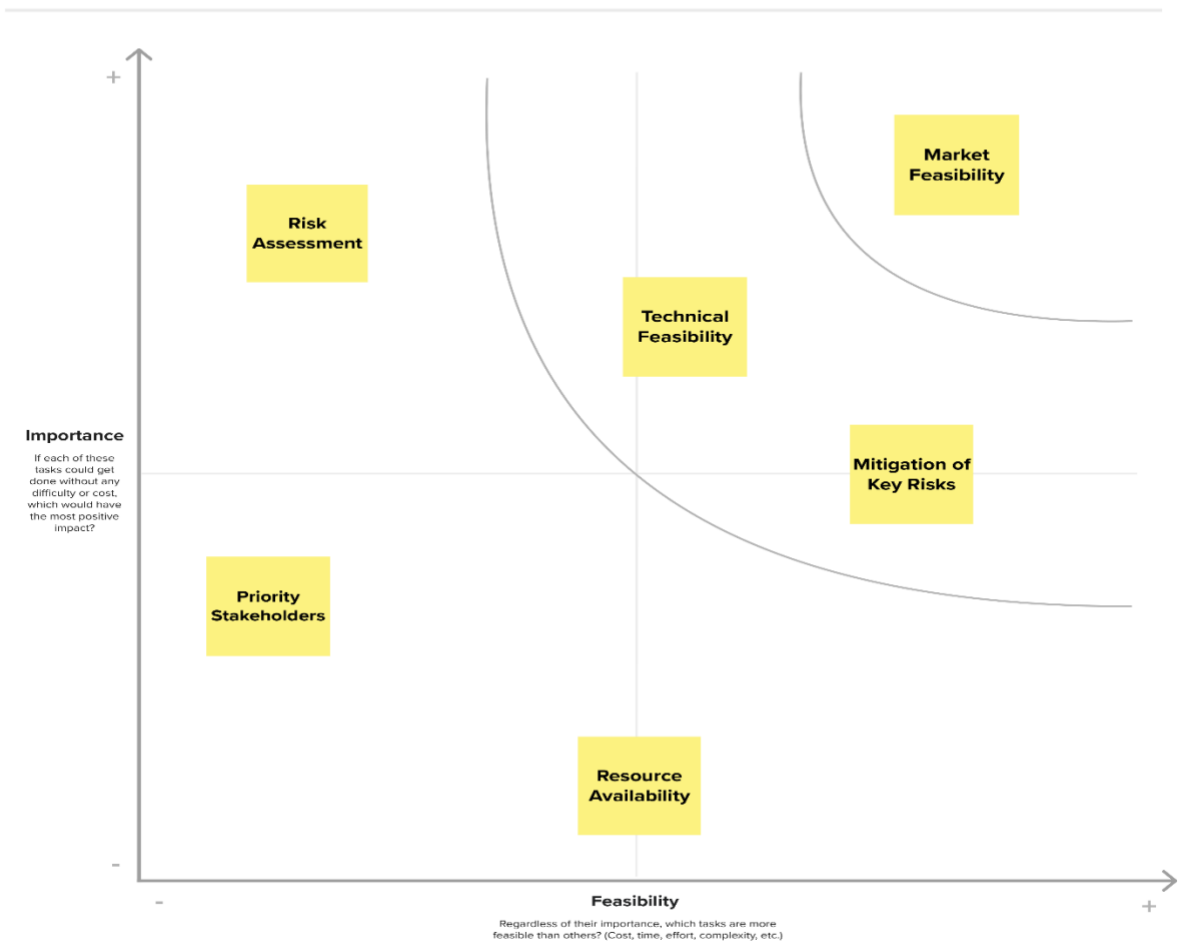 +
Market
Feasibility
Risk
Assessment
Technical
Feasibility
Importance
If each of these
tasks could get
done without any
difficulty or cost,
which would have
the most positive
impact?
Mitigation of
Key Risks
Priority
Stakeholders
Resource
Availability
-
-
Feasibility
+
Regardless of their importance, which tasks are more
feasible than others? (Cost, time, effort, complexity, etc.)